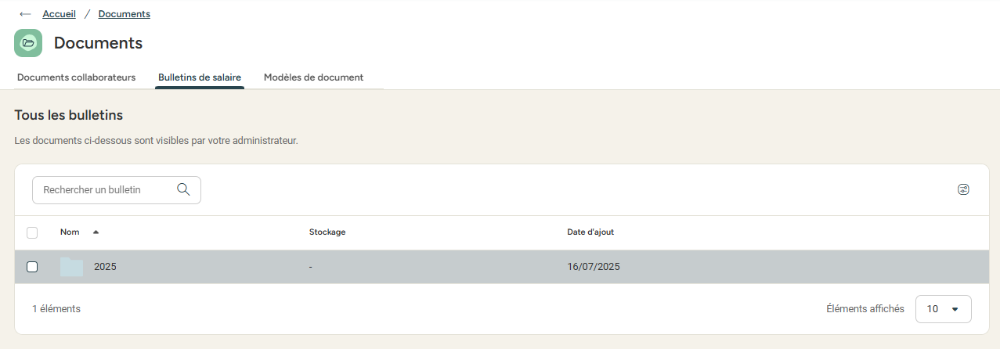 ← Accueil / Documents
Documents
Documents collaborateurs Bulletins de salaire Modèles de document
Tous les bulletins
Les documents ci-dessous sont visibles par votre administrateur.
Rechercher un bulletin
Nom Stockage Date d'ajout
2025 - 16/07/2025
1 éléments Éléments affichés 10